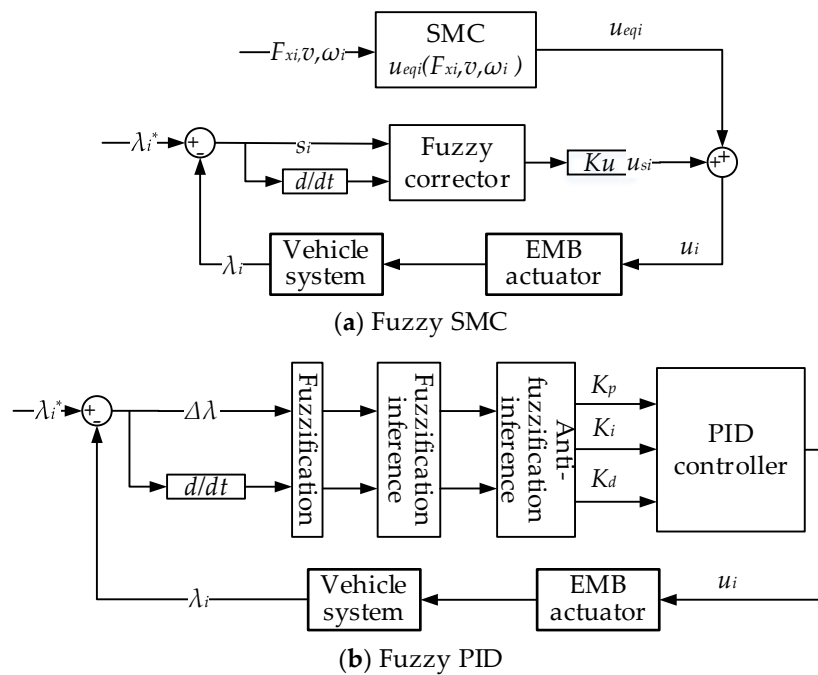 SMC
F_xi,v,ω_i
u_eqi(F_xi,v,ω_i )
u_eqi
λ_i*
+
-
s_i
d/dt
Fuzzy
corrector
Ku
u_si
+
+
λ_i
Vehicle
system
EMB
actuator
u_i
(a) Fuzzy SMC
λ_i*
+
-
Δλ
d/dt
Fuzzification
Fuzzification
inference
Anti-
fuzzification
inference
K_p
K_i
K_d
PID
controller
λ_i
Vehicle
system
EMB
actuator
u_i
(b) Fuzzy PID